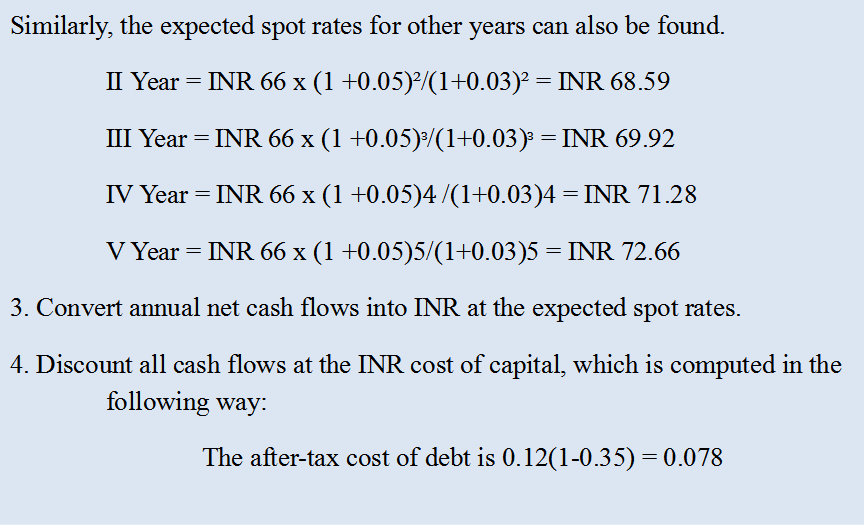 Similarly, the expected spot rates for other years can also be found.
II Year = INR 66 x (1 +0.05)²/(1+0.03)² = INR 68.59
III Year = INR 66 x (1 +0.05)³/(1+0.03)³ = INR 69.92
IV Year = INR 66 x (1 +0.05)4 /(1+0.03)4 = INR 71.28
V Year = INR 66 x (1 +0.05)5/(1+0.03)5 = INR 72.66
3. Convert annual net cash flows into INR at the expected spot rates.
4. Discount all cash flows at the INR cost of capital, which is computed in the
following way:
The after-tax cost of debt is 0.12(1-0.35) = 0.078